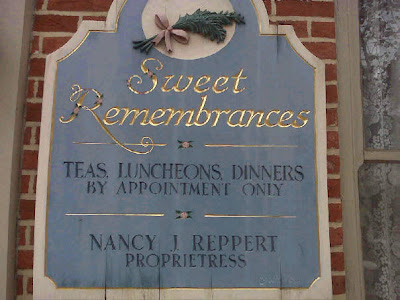 Sweet
Remembrances
TEAS, LUNCHEONS, DINNERS
BY APPOINTMENT ONLY
NANCY J. REPPERT
PROPRIETRESS